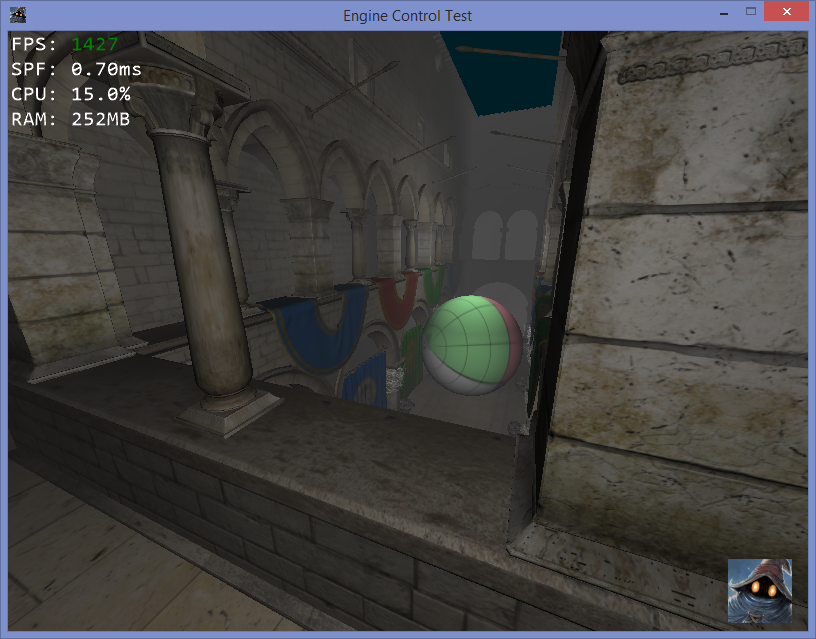 Engine Control Test
FPS: 1427
SPF: 0.70ms
CPU: 15.0%
RAM: 252MB